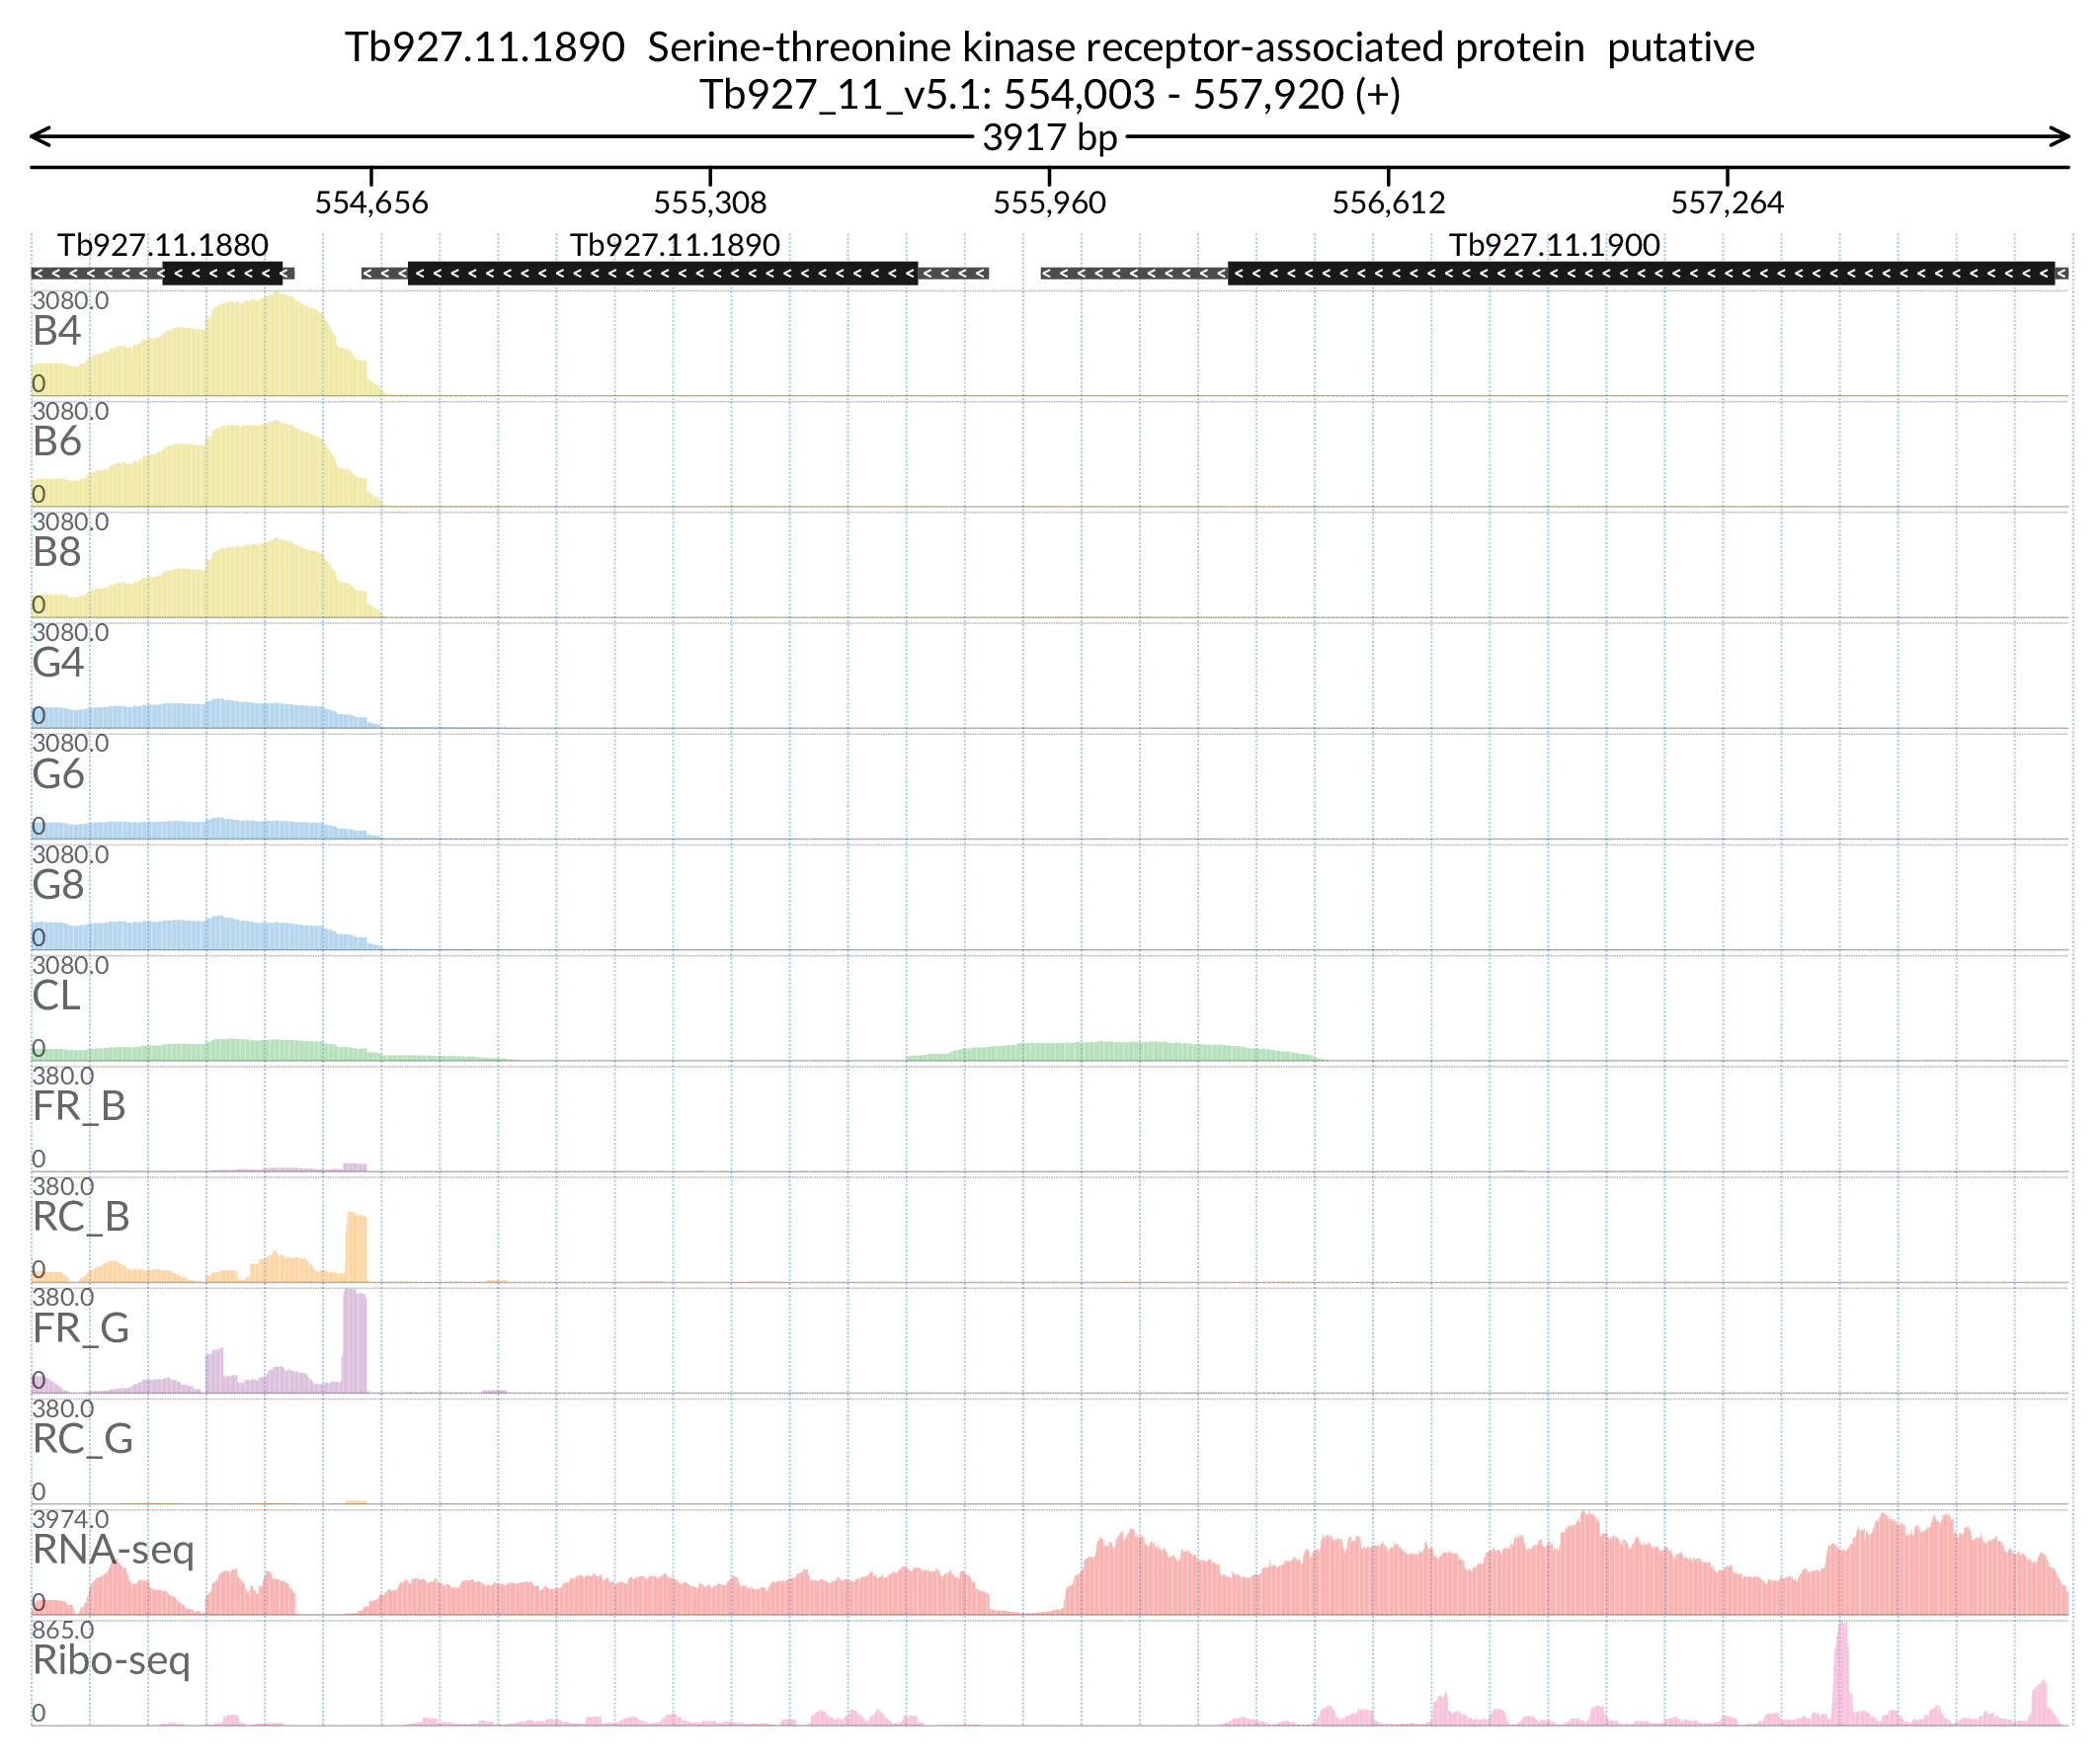 Tb927.11.1890  Serine-threonine kinase receptor-associated protein  putative
Tb927_11_v5.1: 554,003 - 557,920 (+)
3917 bp
554,656 555,308 555,960 556,612 557,264
Tb927.11.1880 Tb927.11.1890 Tb927.11.1900
3080.0
B4
0
3080.0
B6
0
3080.0
B8
0
3080.0
G4
0
3080.0
G6
0
3080.0
G8
0
3080.0
CL
0
380.0
FR_B
0
380.0
RC_B
0
380.0
FR_G
0
380.0
RC_G
0
3974.0
RNA-seq
0
865.0
Ribo-seq
0